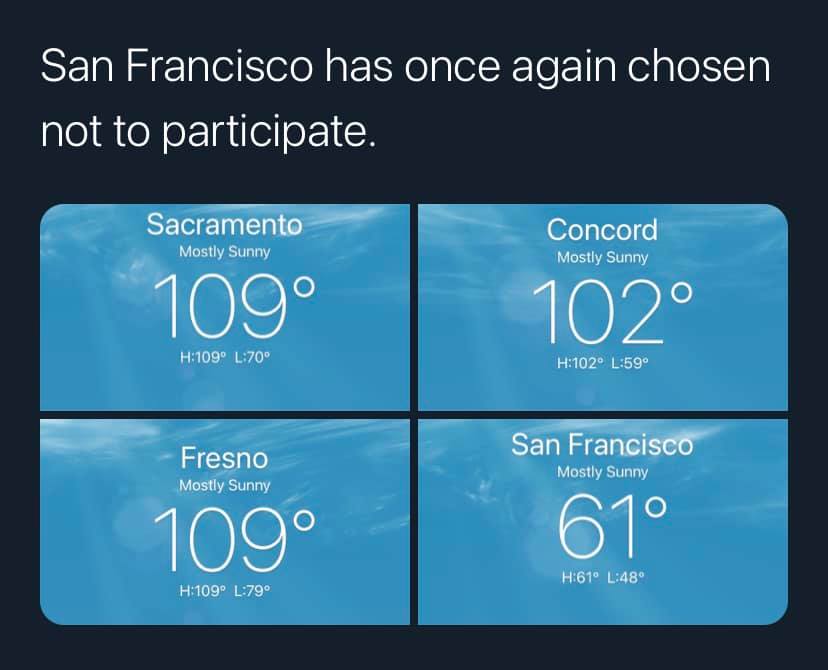 San Francisco has once again chosen
not to participate.
Sacramento
Mostly Sunny
109°
H:109° L:70°
Concord
Mostly Sunny
102°
H:102° L:59°
Fresno
Mostly Sunny
109°
H:109° L:79°
San Francisco
Mostly Sunny
61°
H:61° L:48°